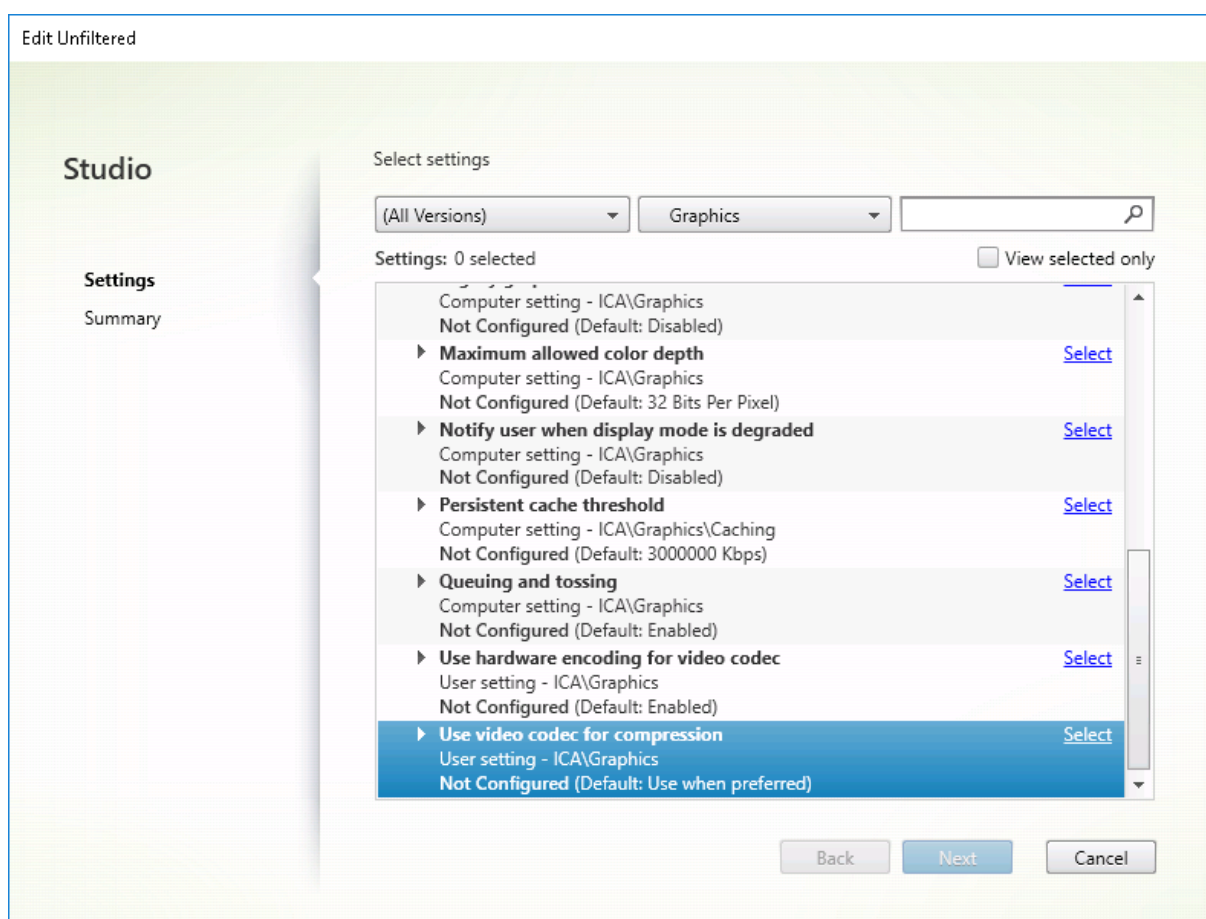 Edit Unfiltered
Studio
Settings
Summary
Select settings
(All Versions)
Graphics
Settings: 0 selected
View selected only
Computer setting - ICA\Graphics
Not Configured (Default: Disabled)
Maximum allowed color depth Select
Computer setting - ICA\Graphics
Not Configured (Default: 32 Bits Per Pixel)
Notify user when display mode is degraded Select
Computer setting - ICA\Graphics
Not Configured (Default: Disabled)
Persistent cache threshold Select
Computer setting - ICA\Graphics\Caching
Not Configured (Default: 3000000 Kbps)
Queuing and tossing Select
Computer setting - ICA\Graphics
Not Configured (Default: Enabled)
Use hardware encoding for video codec Select
User setting - ICA\Graphics
Not Configured (Default: Enabled)
Use video codec for compression Select
User setting - ICA\Graphics
Not Configured (Default: Use when preferred)
Back Next Cancel